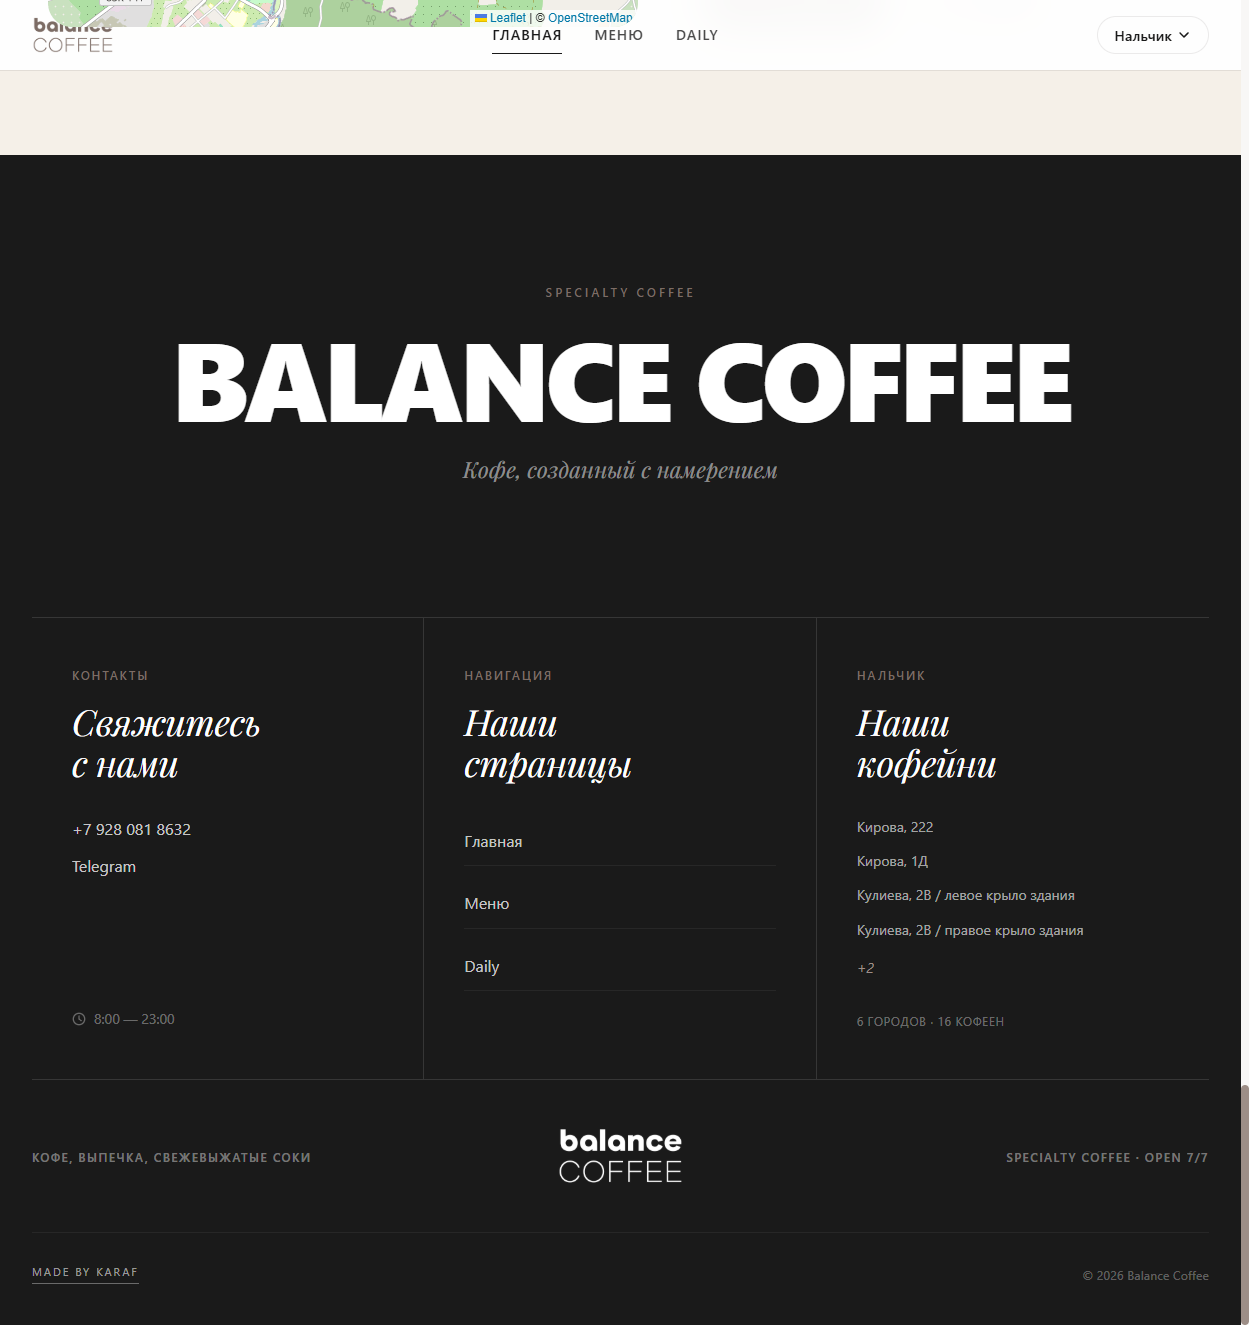 Leaflet | © OpenStreetMap
balance
COFFEE
ГЛАВНАЯ
МЕНЮ
DAILY
Нальчик
SPECIALTY COFFEE
BALANCE COFFEE
Кофе, созданный с намерением
КОНТАКТЫ
Свяжитесь
с нами
+7 928 081 8632
Telegram
8:00 — 23:00
НАВИГАЦИЯ
Наши
страницы
Главная
Меню
Daily
НАЛЬЧИК
Наши
кофейни
Кирова, 222
Кирова, 1Д
Кулиева, 2В / левое крыло здания
Кулиева, 2В / правое крыло здания
+2
6 ГОРОДОВ · 16 КОФЕЕН
КОФЕ, ВЫПЕЧКА, СВЕЖЕВЫЖАТЫЕ СОКИ
balance
COFFEE
SPECIALTY COFFEE · OPEN 7/7
MADE BY KARAF
© 2026 Balance Coffee